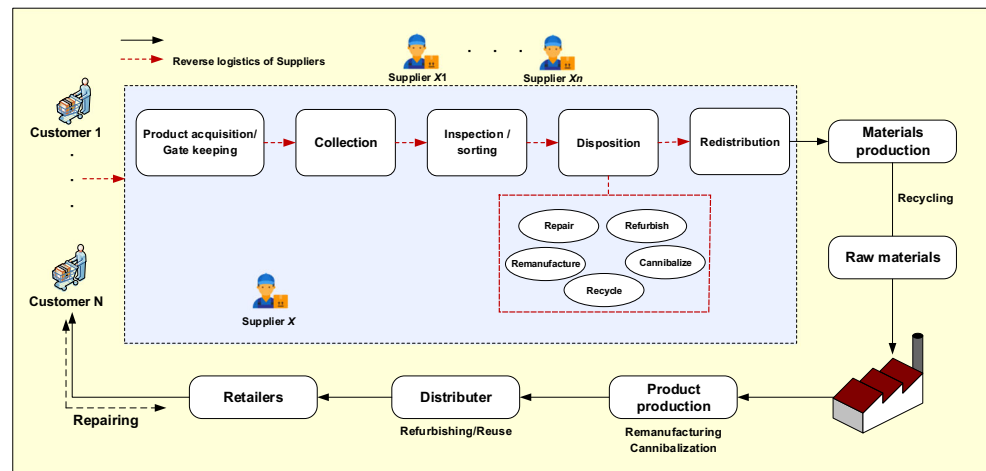 Reverse logistics of Suppliers
Supplier X1
. . .
Supplier Xn
Customer 1
.
.
.
Customer N
Product acquisition/
Gate keeping
Collection
Inspection /
sorting
Disposition
Redistribution
Repair
Refurbish
Remanufacture
Cannibalize
Recycle
Supplier X
Materials
production
Recycling
Raw materials
Product
production
Remanufacturing
Cannibalization
Distributer
Refurbishing/Reuse
Retailers
Repairing